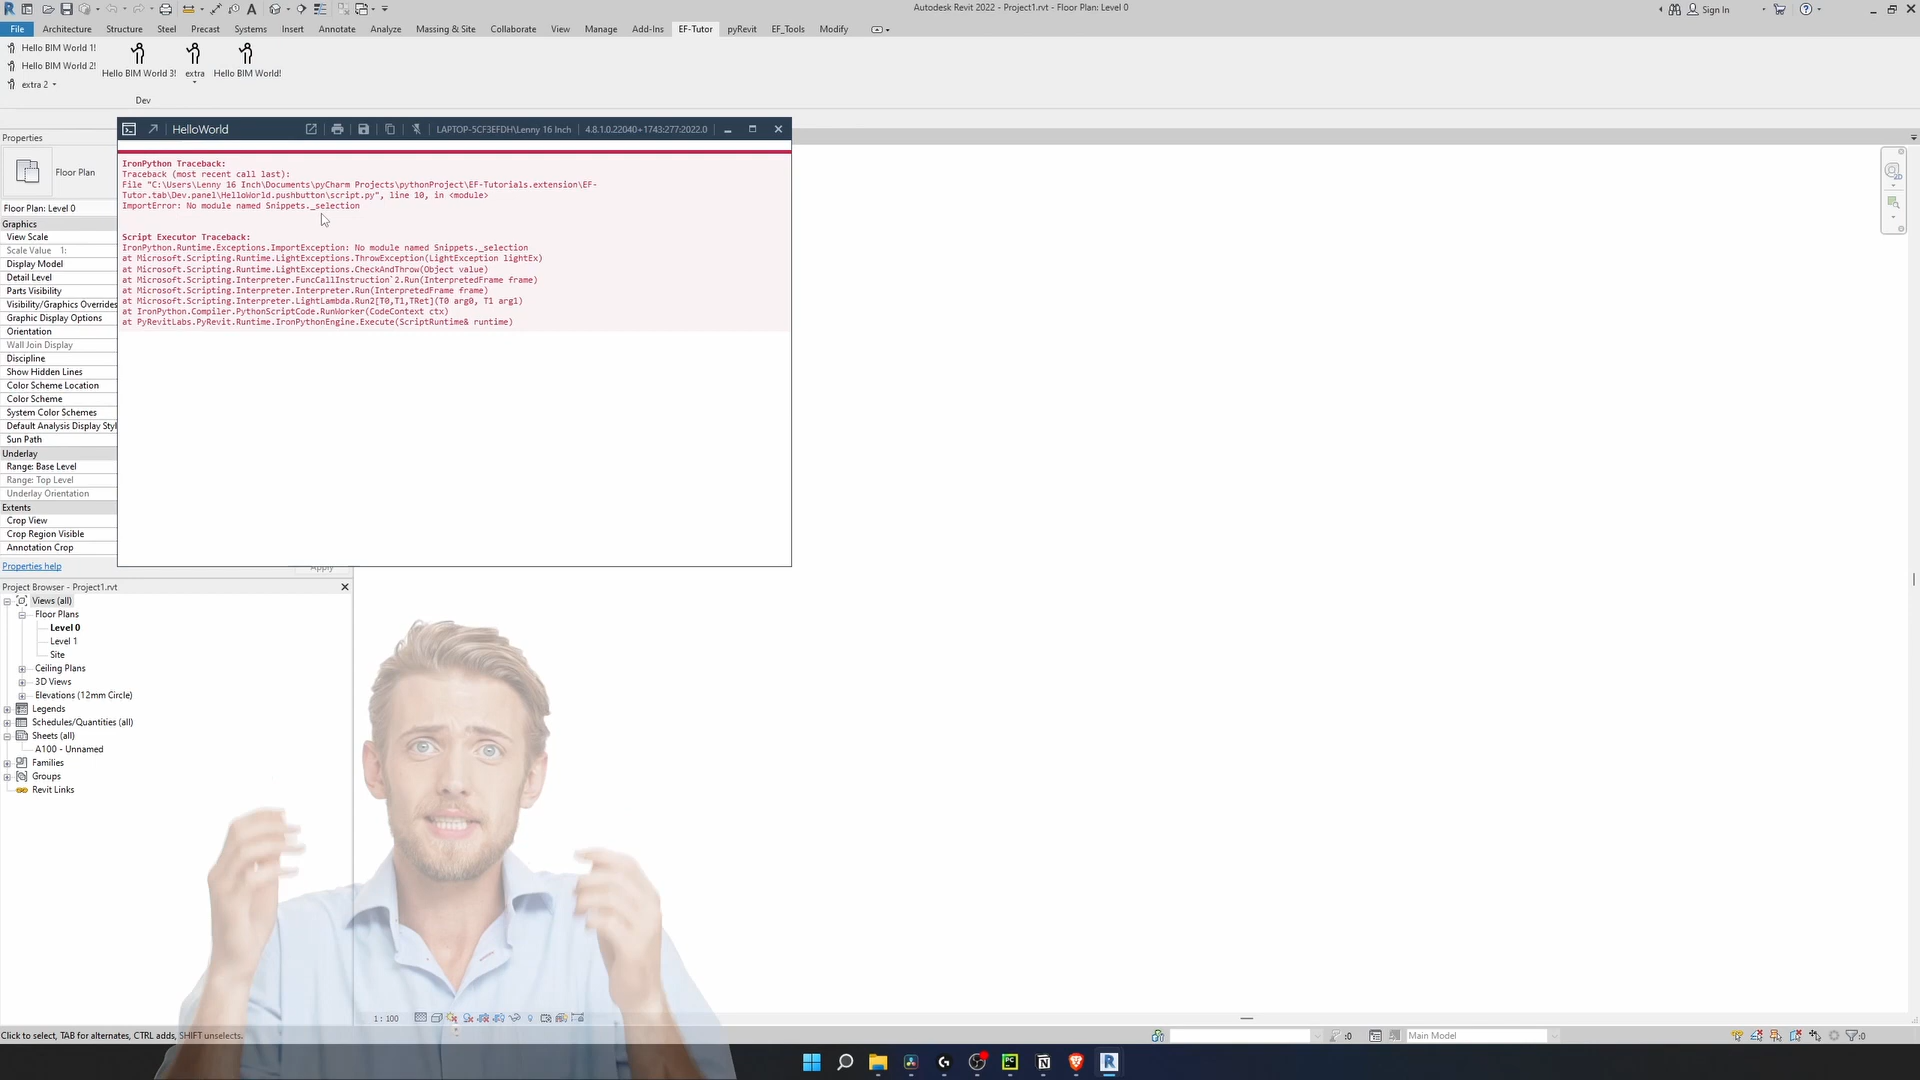 Autodesk Revit 2022 - Project1.rvt - Floor Plan: Level 0
Sign In
File Architecture Structure Steel Precast Systems Insert Annotate Analyze Massing & Site Collaborate View Manage Add-Ins EF-Tutor pyRevit EF_Tools Modify
Hello BIM World 1!
Hello BIM World 2!
extra 2
Hello BIM World 3!
extra
Hello BIM World!
Dev
Properties
Floor Plan
Floor Plan: Level 0
Graphics
View Scale
Scale Value 1:
Display Model
Detail Level
Parts Visibility
Visibility/Graphics Overrides
Graphic Display Options
Orientation
Wall Join Display
Discipline
Show Hidden Lines
Color Scheme Location
Color Scheme
System Color Schemes
Default Analysis Display Styl
Sun Path
Underlay
Range: Base Level
Range: Top Level
Underlay Orientation
Extents
Crop View
Crop Region Visible
Annotation Crop
Properties help
Apply
HelloWorld
LAPTOP-5CF3EFDH\Lenny 16 Inch
4.8.1.0.22040+1743:277:2022.0
IronPython Traceback:
Traceback (most recent call last):
File "C:\Users\Lenny 16 Inch\Documents\pyCharm Projects\pythonProject\EF-Tutorials.extension\EF-
Tutor.tab\Dev.panel\HelloWorld.pushbutton\script.py", line 10, in <module>
ImportError: No module named Snippets._selection
Script Executor Traceback:
IronPython.Runtime.Exceptions.ImportException: No module named Snippets._selection
at Microsoft.Scripting.Runtime.LightExceptions.ThrowException(LightException lightEx)
at Microsoft.Scripting.Runtime.LightExceptions.CheckAndThrow(Object value)
at Microsoft.Scripting.Interpreter.FuncCallInstruction`2.Run(InterpretedFrame frame)
at Microsoft.Scripting.Interpreter.Interpreter.Run(InterpretedFrame frame)
at Microsoft.Scripting.Interpreter.LightLambda.Run2[T0,T1,TRet](T0 arg0, T1 arg1)
at IronPython.Compiler.PythonScriptCode.RunWorker(CodeContext ctx)
at PyRevitLabs.PyRevit.Runtime.IronPythonEngine.Execute(ScriptRuntime& runtime)
Project Browser - Project1.rvt
Views (all)
Floor Plans
Level 0
Level 1
Site
Ceiling Plans
3D Views
Elevations (12mm Circle)
Legends
Schedules/Quantities (all)
Sheets (all)
A100 - Unnamed
Families
Groups
Revit Links
1 : 100
Click to select, TAB for alternates, CTRL adds, SHIFT unselects.
:0
Main Model
:0